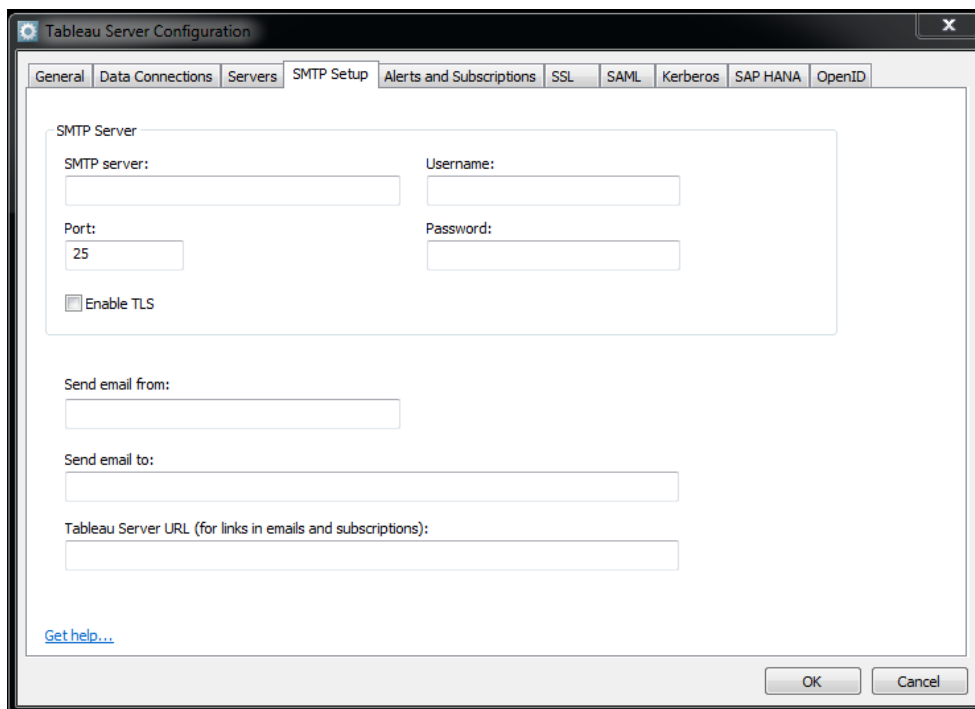 Tableau Server Configuration
x
General Data Connections Servers SMTP Setup Alerts and Subscriptions SSL SAML Kerberos SAP HANA OpenID
SMTP Server
SMTP server: Username:
Port: Password:
25
Enable TLS
Send email from:
Send email to:
Tableau Server URL (for links in emails and subscriptions):
Get help...
OK Cancel